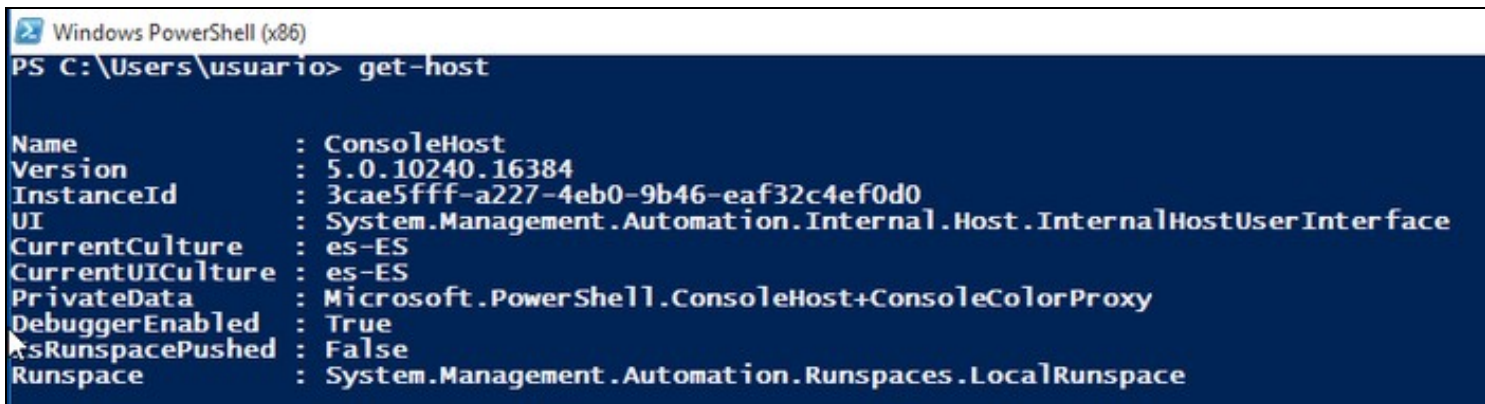 Windows PowerShell (x86)
PS C:\Users\usuario> get-host
Name : ConsoleHost
Version : 5.0.10240.16384
InstanceId : 3cae5fff-a227-4eb0-9b46-eaf32c4ef0d0
UI : System.Management.Automation.Internal.Host.InternalHostUserInterface
CurrentCulture : es-ES
CurrentUICulture : es-ES
PrivateData : Microsoft.PowerShell.ConsoleHost+ConsoleColorProxy
DebuggerEnabled : True
IsRunspacePushed : False
Runspace : System.Management.Automation.Runspaces.LocalRunspace